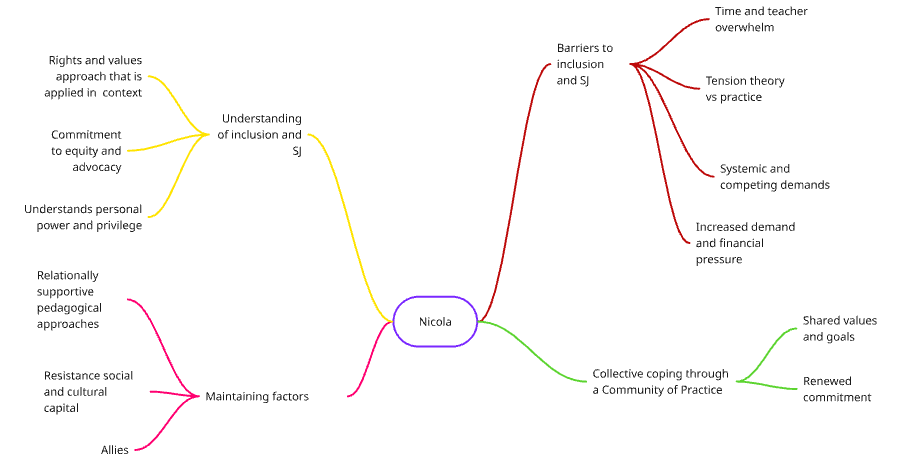 Rights and values
approach that is
applied in context
Commitment
to equity and
advocacy
Understands personal
power and privilege
Understanding
of inclusion and
SJ
Relationally
supportive
pedagogical
approaches
Resistance social
and cultural
capital
Allies
Maintaining factors
Nicola
Barriers to
inclusion
and SJ
Time and teacher
overwhelm
Tension theory
vs practice
Systemic and
competing demands
Increased demand
and financial
pressure
Collective coping through
a Community of Practice
Shared values
and goals
Renewed
commitment